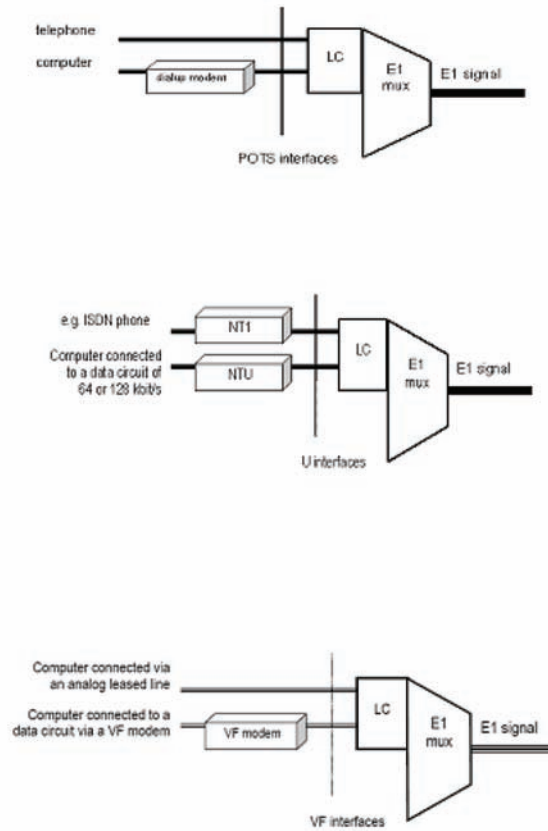 telephone
computer
dialup modem
LC
E1
mux
E1 signal
POTS interfaces
e.g. ISDN phone
Computer connected
to a data circuit of
64 or 128 kbit/s
NT1
NTU
LC
E1
mux
E1 signal
U interfaces
Computer connected via
an analog leased line
Computer connected to a
data circuit via a VF modem
VF modem
LC
E1
mux
E1 signal
VF interfaces